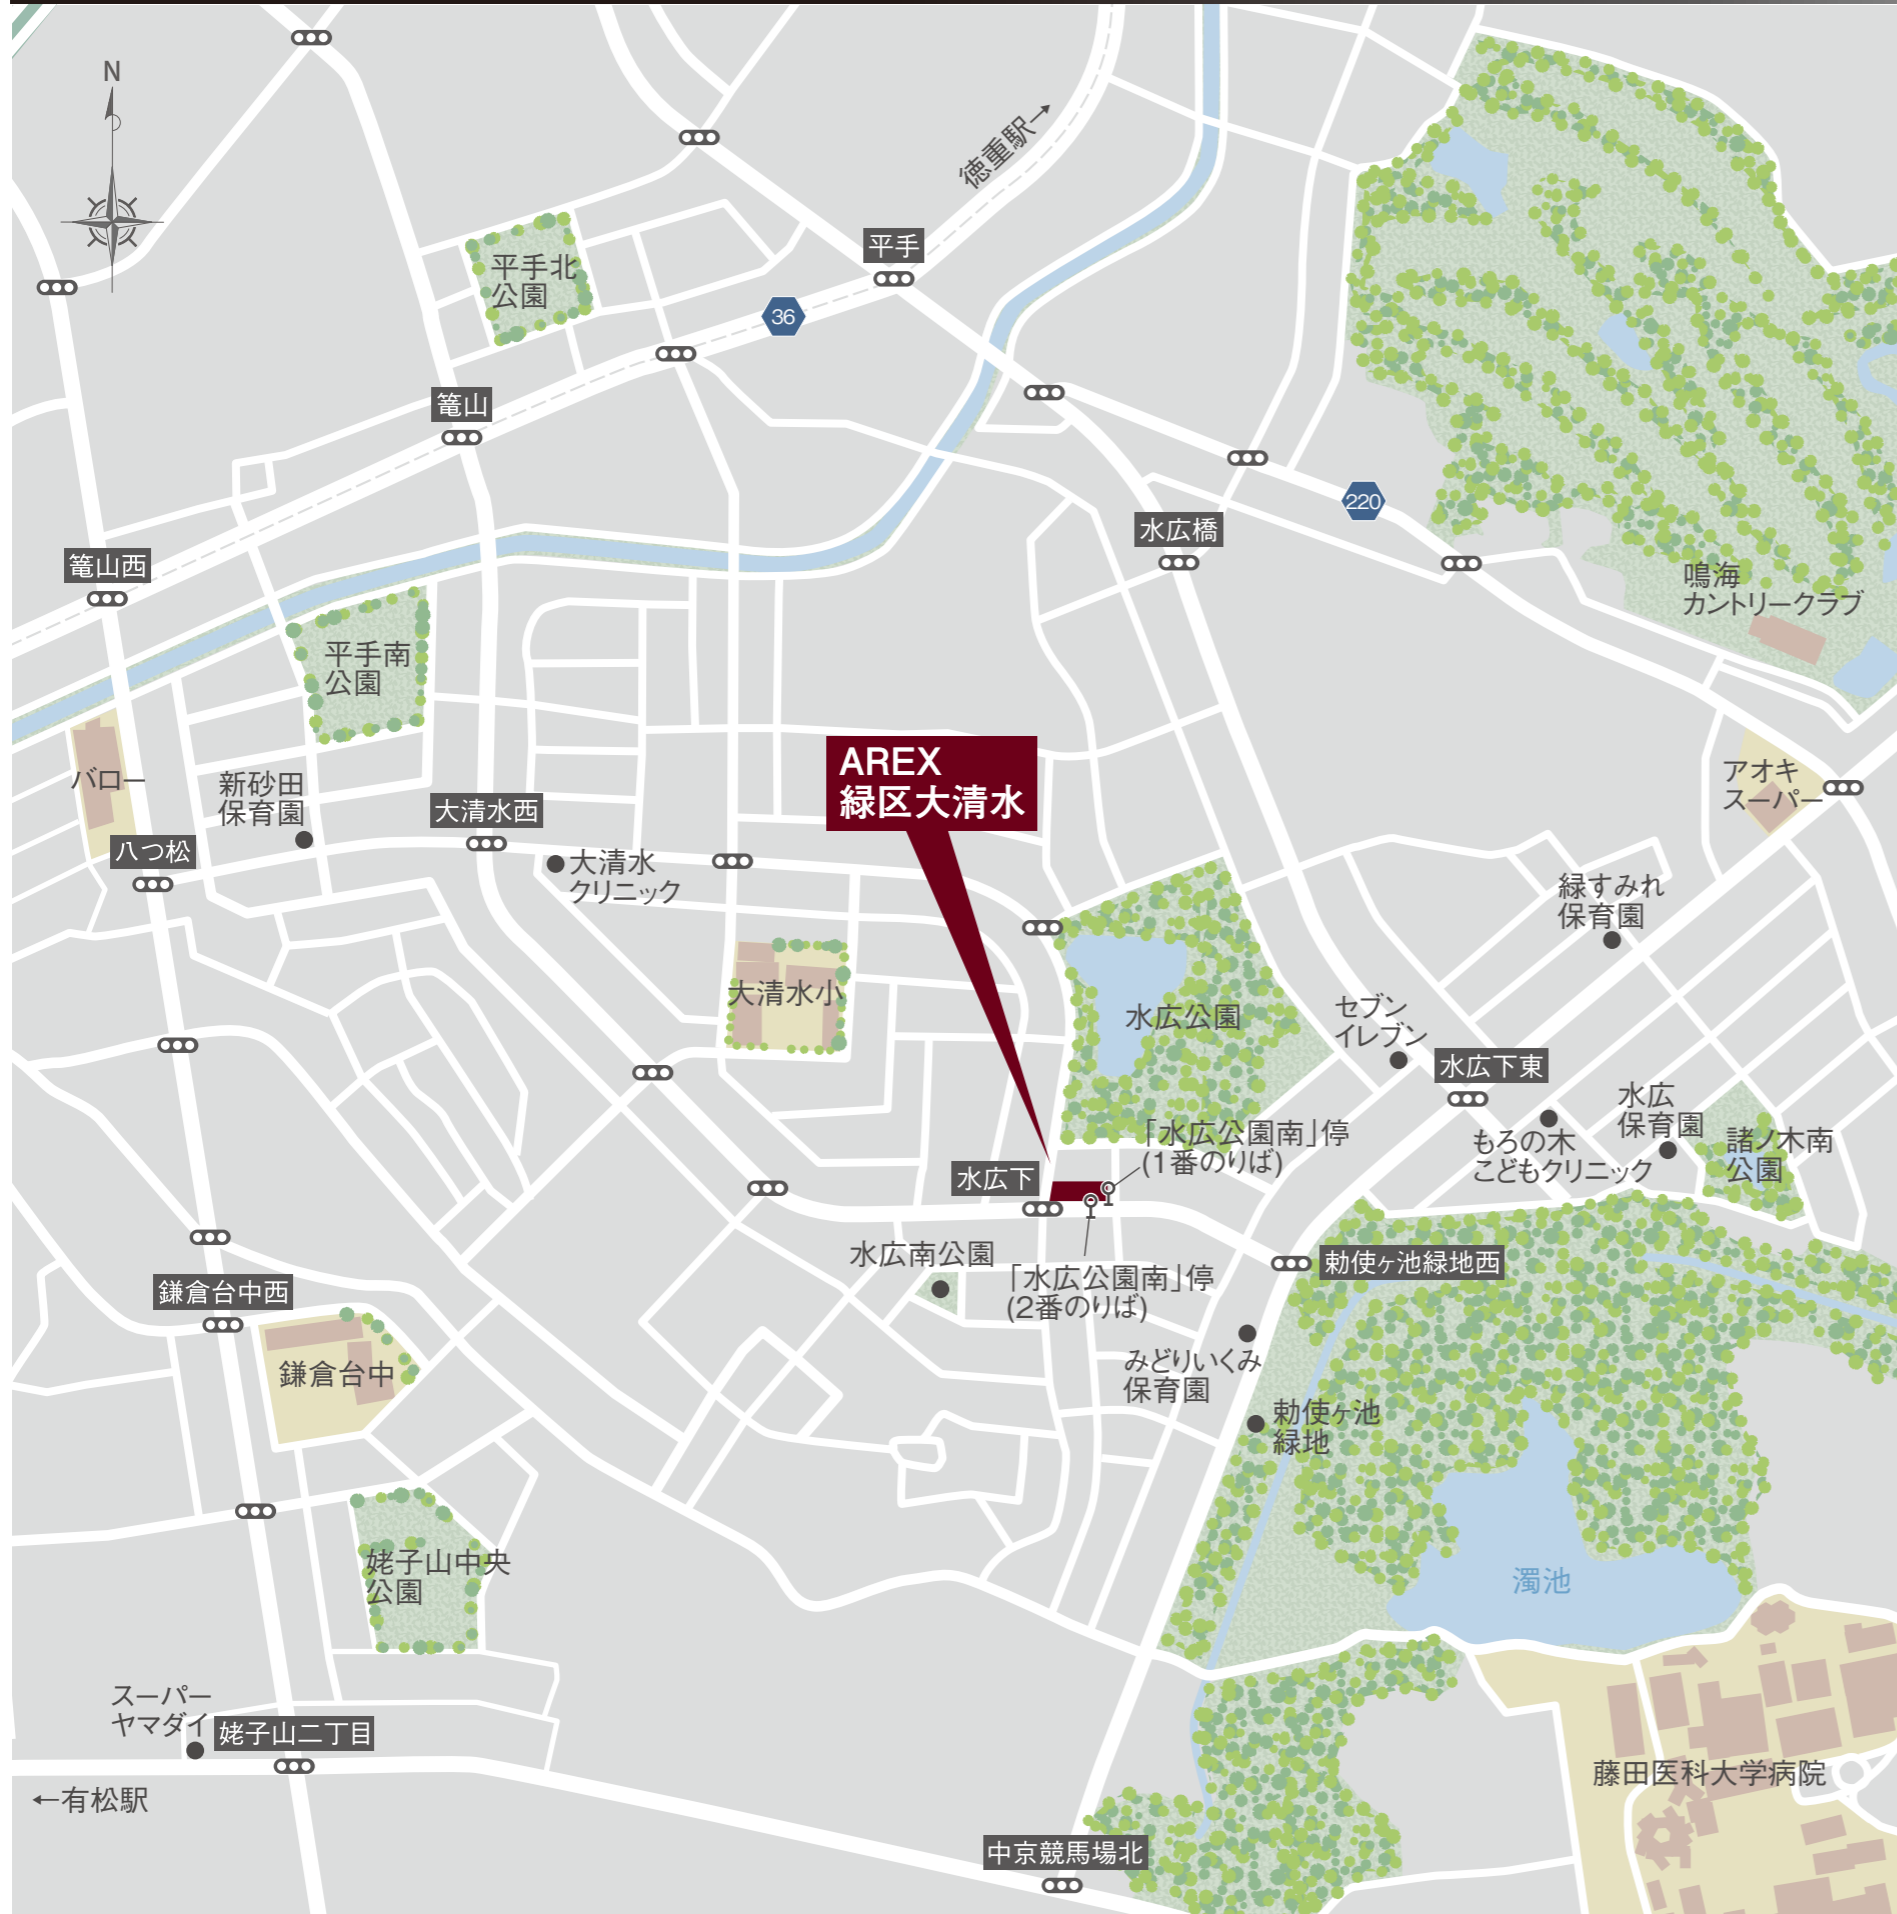 N
徳重駅→
平手
平手北
公園
36
篭山
220
水広橋
篭山西
鳴海
カントリークラブ
平手南
公園
AREX
緑区大清水
バロー
新砂田
保育園
大清水西
アオキ
スーパー
八つ松
大清水
クリニック
緑すみれ
保育園
大清水小
水広公園
セブン
イレブン
水広下東
水広
保育園
もろの木
こどもクリニック
諸ノ木南
公園
「水広公園南」停
(1番のりば)
水広下
水広南公園
「水広公園南」停
(2番のりば)
勅使ヶ池緑地西
鎌倉台中西
鎌倉台中
みどりいくみ
保育園
勅使ヶ池
緑地
姥子山中央
公園
濁池
スーパー
ヤマダイ
姥子山二丁目
←有松駅
藤田医科大学病院
中京競馬場北